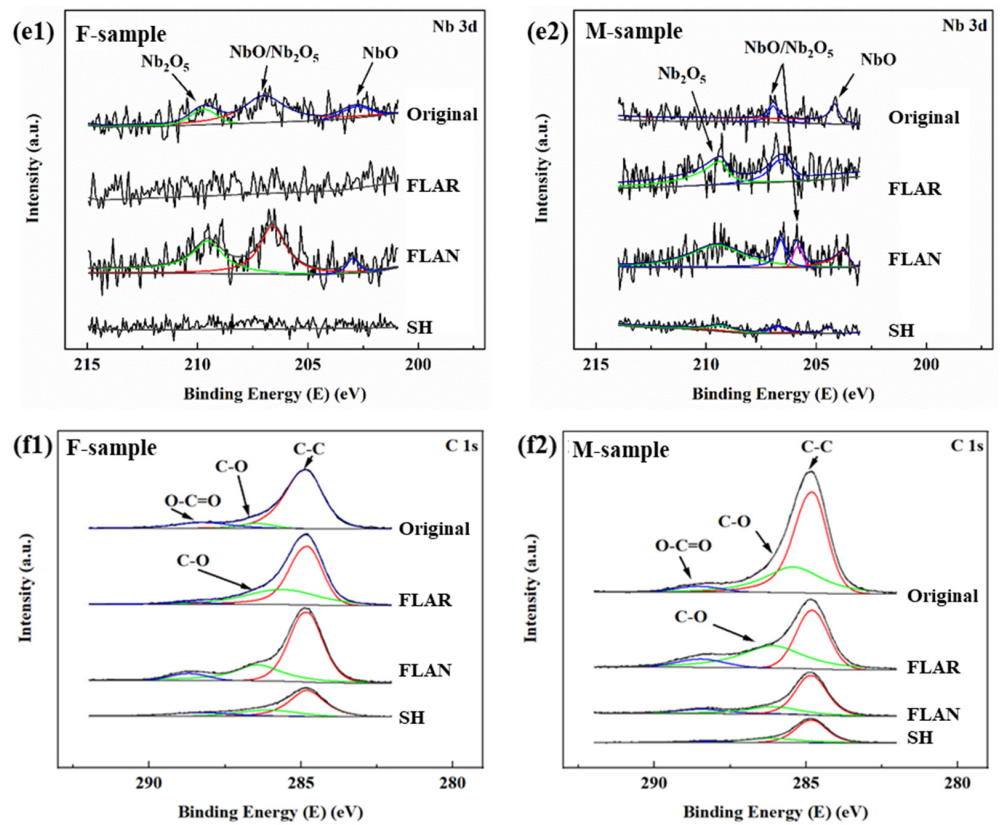 (e1) F-sample Nb 3d
Nb₂O₅ NbO/Nb₂O₅ NbO
Original
FLAR
FLAN
SH
Intensity (a.u.)
215 210 205 200
Binding Energy (E) (eV)
(e2) M-sample Nb 3d
NbO/Nb₂O₅
Nb₂O₅ NbO
Original
FLAR
FLAN
SH
Intensity (a.u.)
215 210 205 200
Binding Energy (E) (eV)
(f1) F-sample C 1s
C-C
C-O
O-C=O
Original
C-O
FLAR
FLAN
SH
Intensity (a.u.)
290 285 280
Binding Energy (E) (eV)
(f2) M-sample C 1s
C-C
C-O
O-C=O
Original
C-O
FLAR
FLAN
SH
Intensity (a.u.)
290 285 280
Binding Energy (E) (eV)